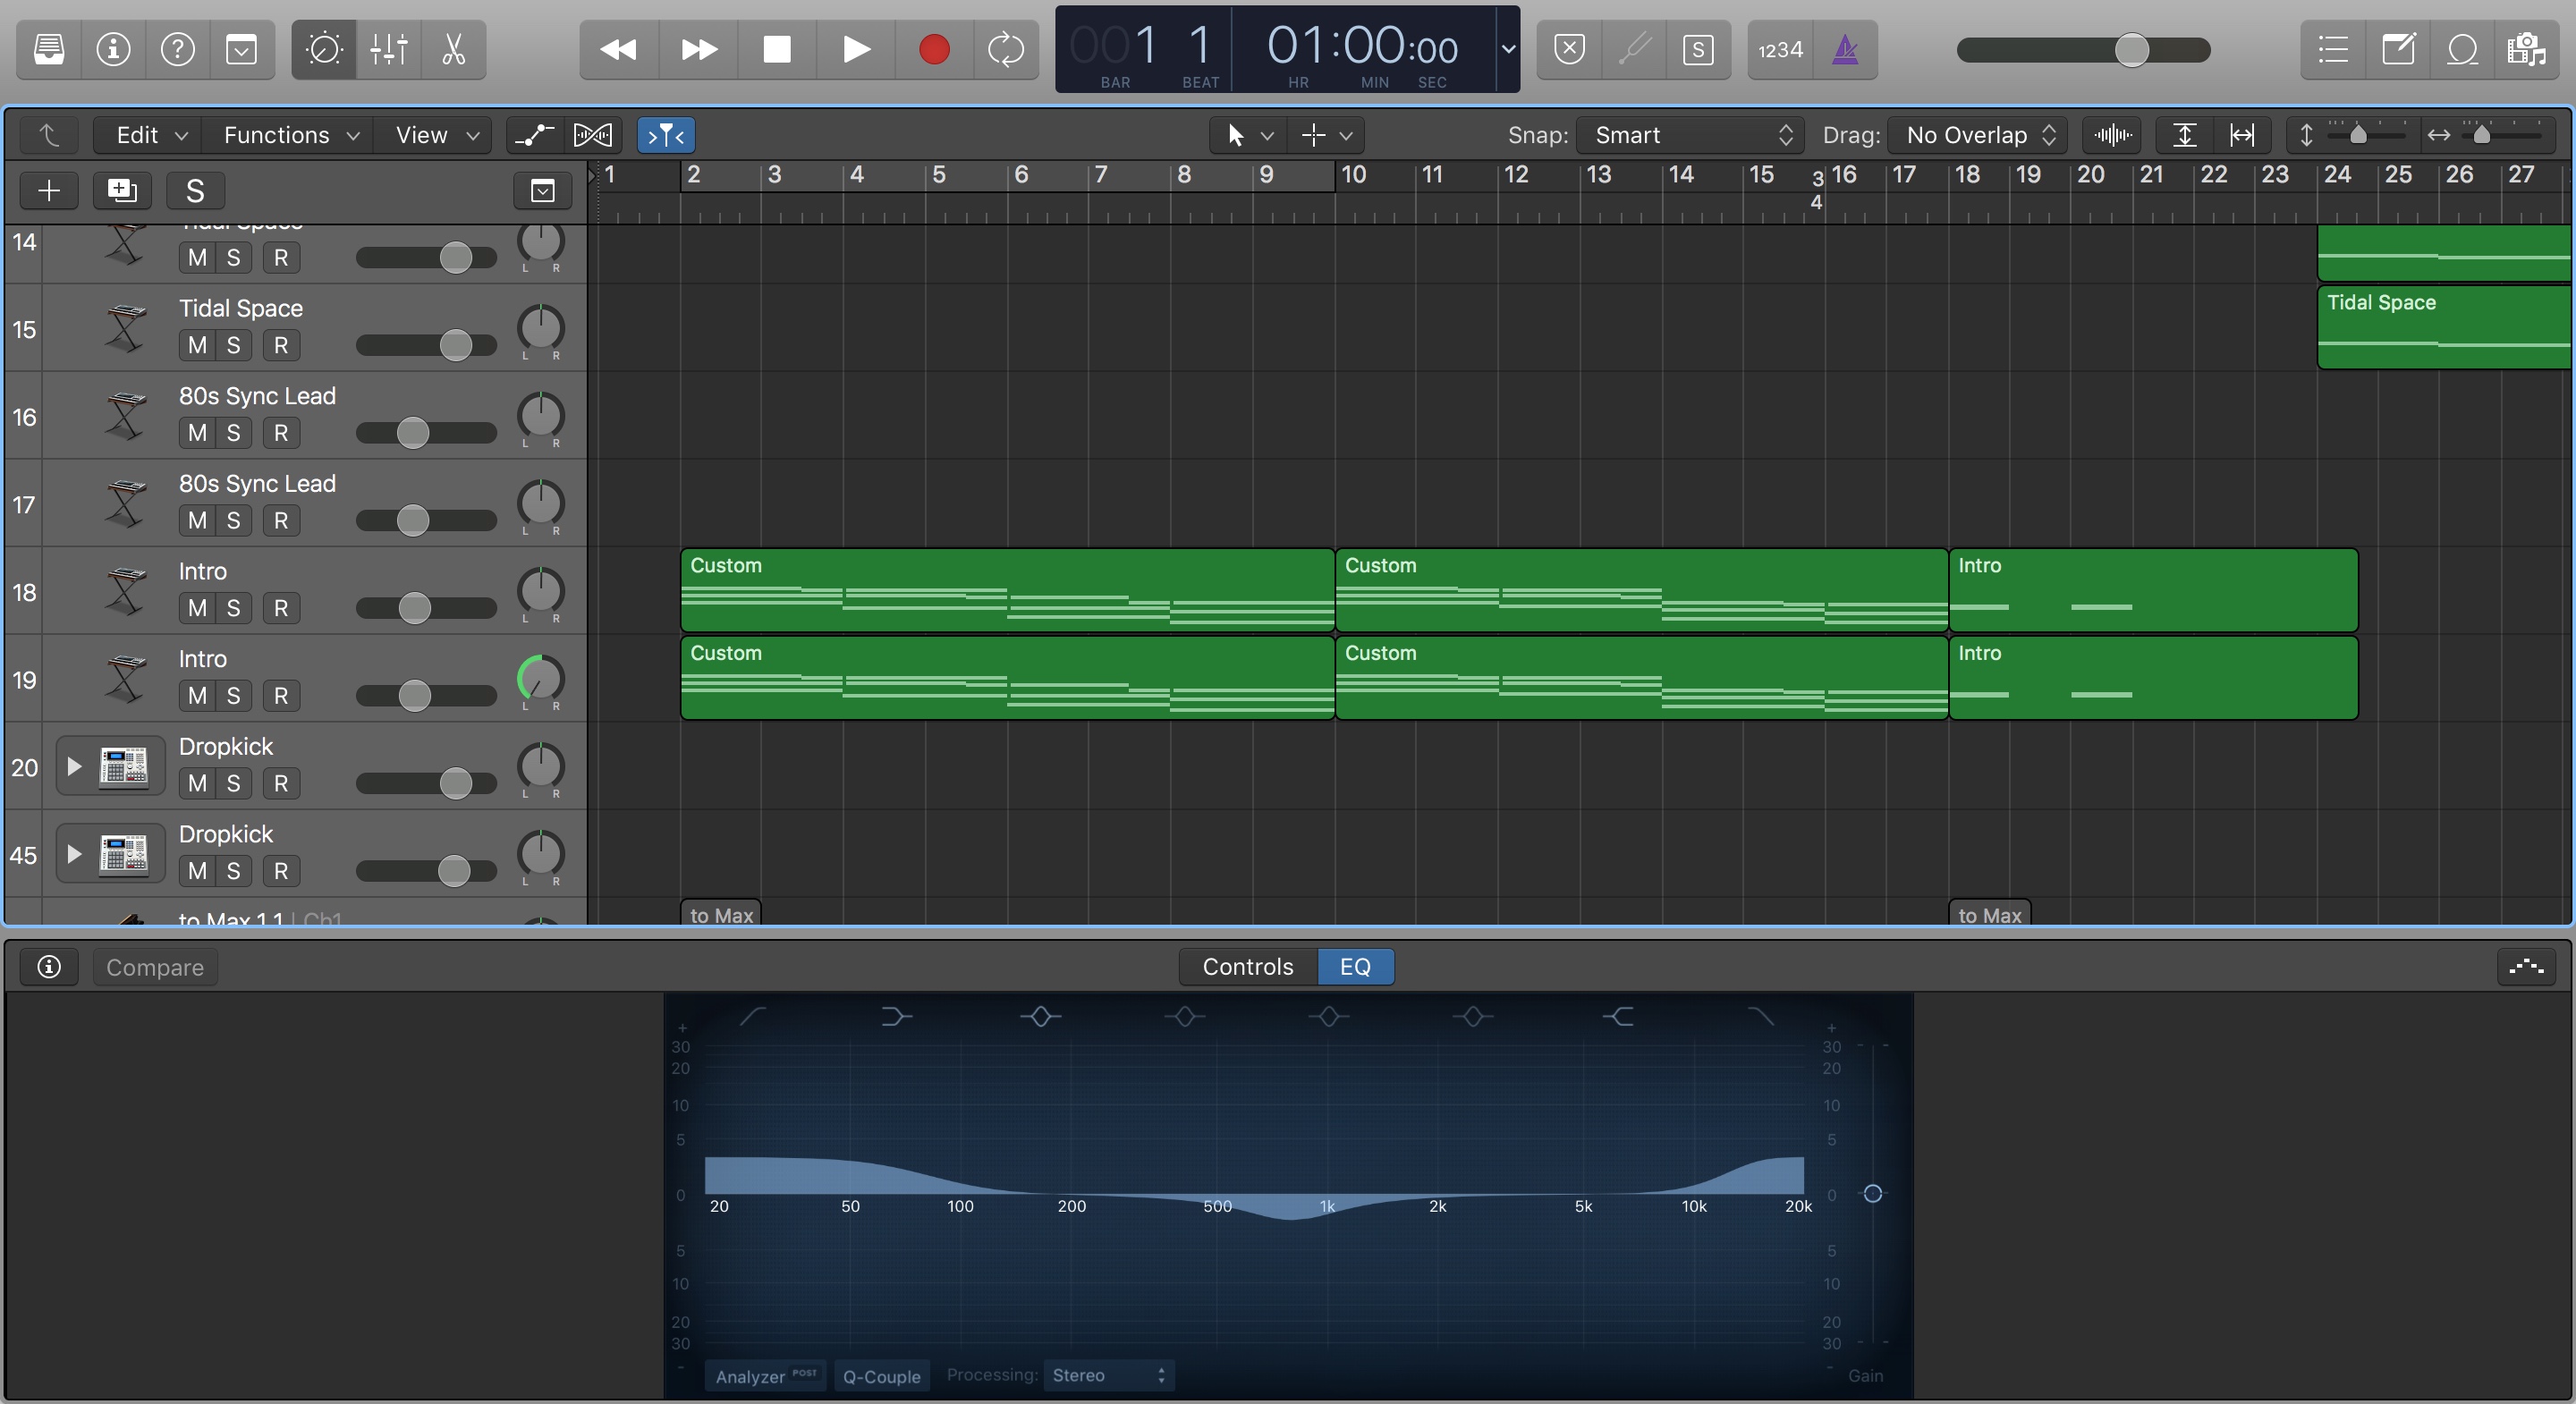 001 1 01:00:00
BAR BEAT HR MIN SEC
S 1234
Edit Functions View Snap: Smart Drag: No Overlap
S
1 2 3 4 5 6 7 8 9 10 11 12 13 14 15 3 4 16 17 18 19 20 21 22 23 24 25 26 27
14 Tidal Space
M S R L R
15 Tidal Space
M S R L R
Tidal Space
16 80s Sync Lead
M S R L R
17 80s Sync Lead
M S R L R
18 Intro
M S R L R
Custom Custom Intro
19 Intro
M S R L R
Custom Custom Intro
20 Dropkick
M S R L R
45 Dropkick
M S R L R
to Max 1.1 | Ch1
to Max to Max
Compare Controls EQ
+ +
30 30
20 20
10 10
5 5
0 0
20 50 100 200 500 1k 2k 5k 10k 20k
5 5
10 10
20 20
30 30
- -
Analyzer POST Q-Couple Processing: Stereo Gain